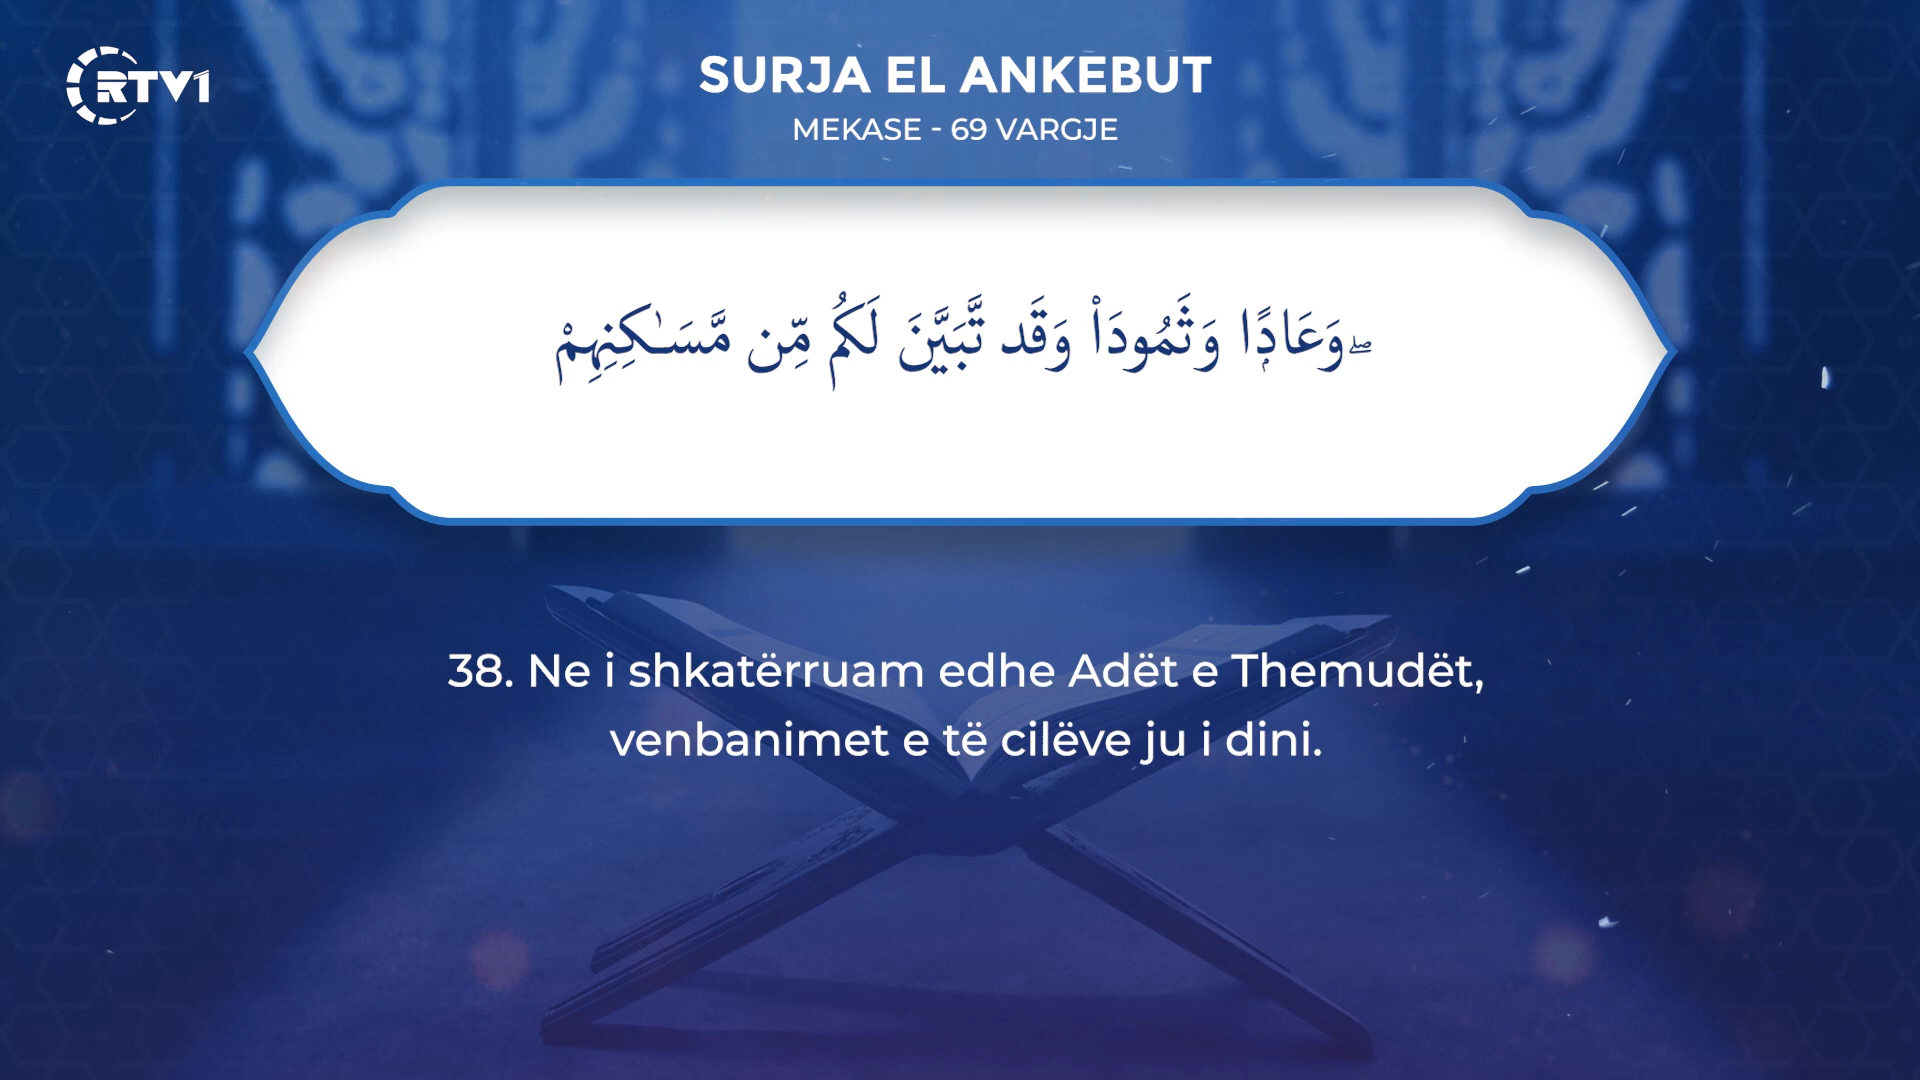 RTV1
SURJA EL ANKEBUT
MEKASE - 69 VARGJE
وَعَادًۭا وَثَمُودَا۟ وَقَد تَّبَيَّنَ لَكُم مِّن مَّسَـٰكِنِهِمْ ۖ
38. Ne i shkatërruam edhe Adët e Themudët,
venbanimet e të cilëve ju i dini.